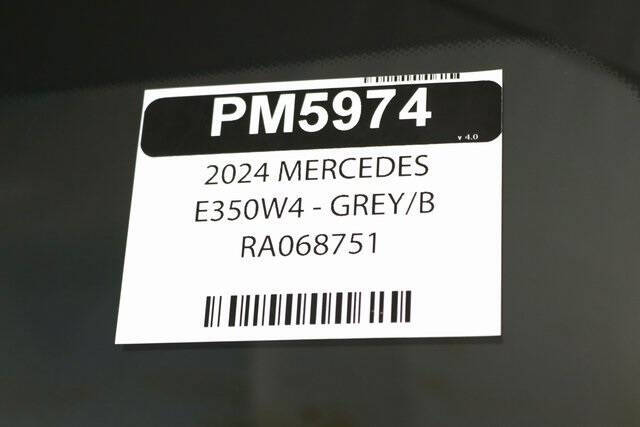 PM5974
v 4.0
2024 MERCEDES
E350W4 - GREY/B
RA068751